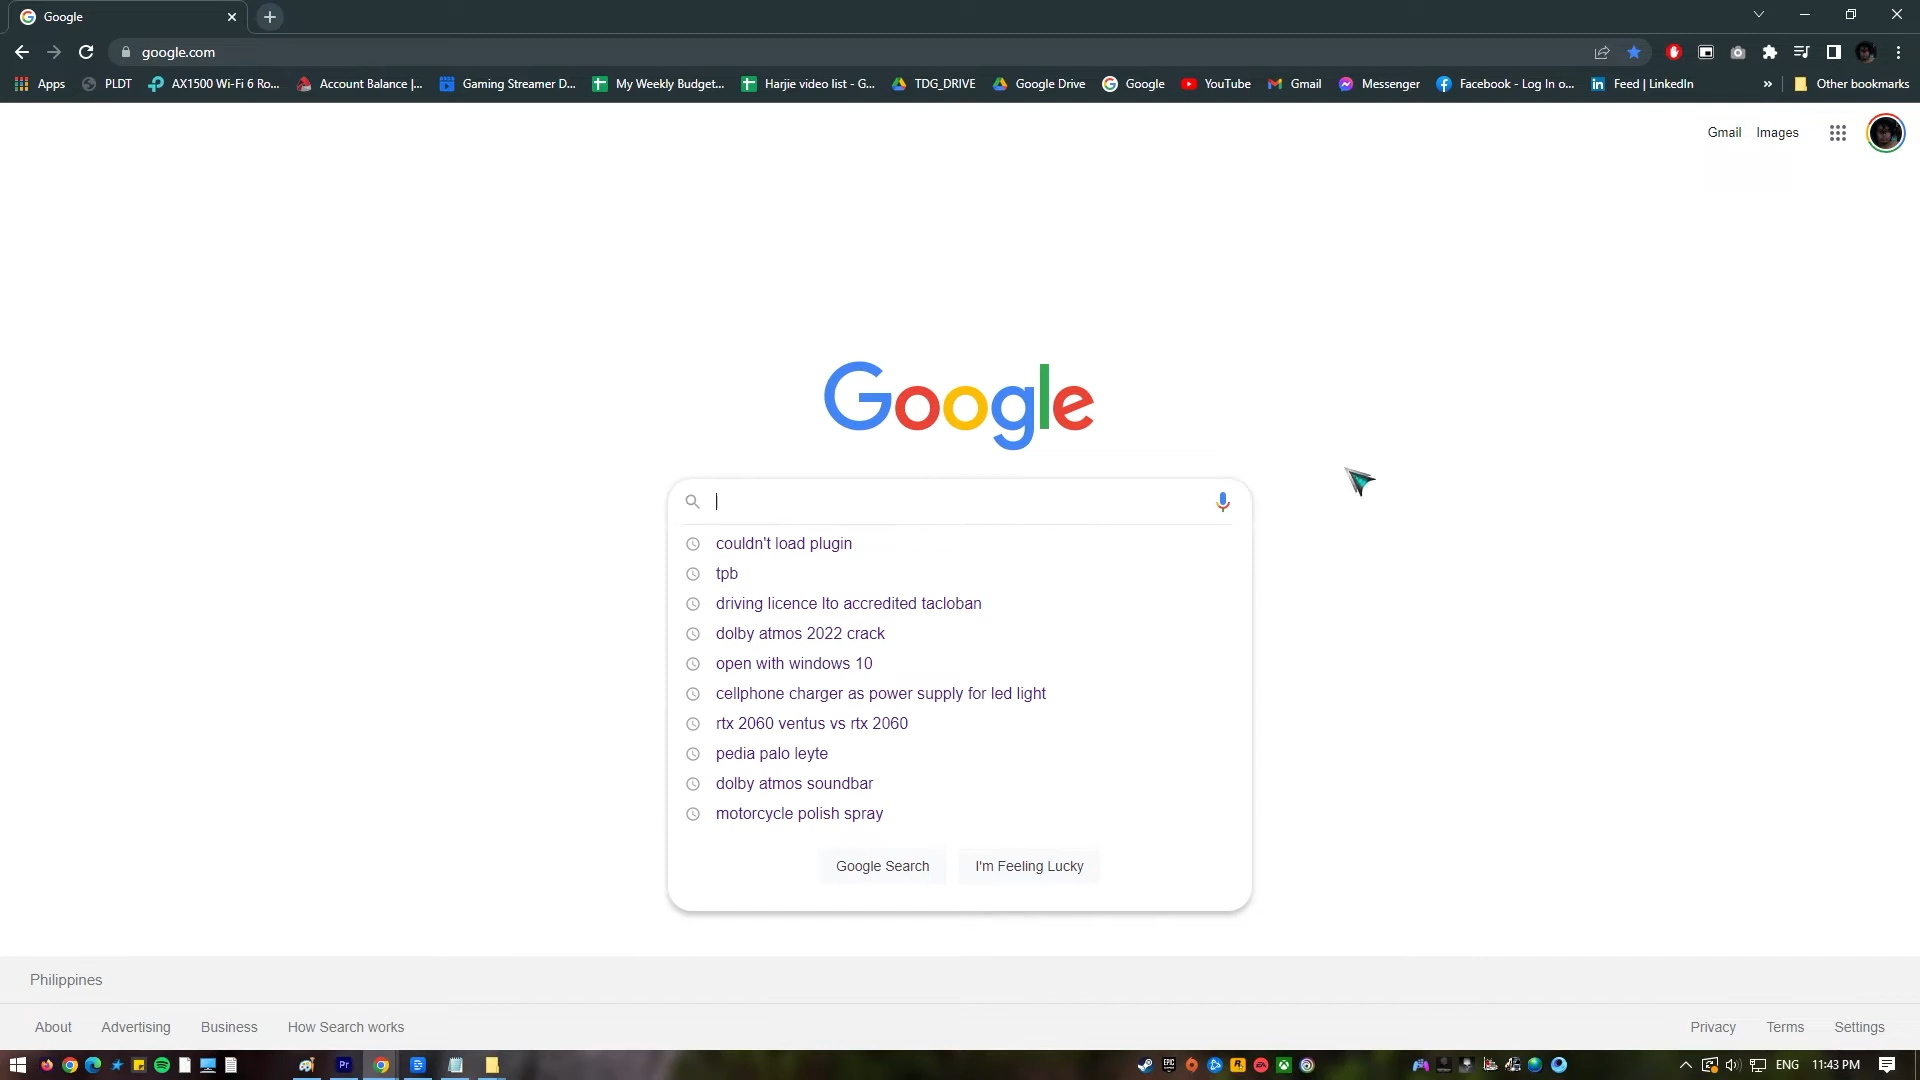 Google
google.com
Apps PLDT AX1500 Wi-Fi 6 Ro... Account Balance |... Gaming Streamer D... My Weekly Budget... Harjie video list - G... TDG_DRIVE Google Drive Google YouTube Gmail Messenger Facebook - Log In o... Feed | LinkedIn » Other bookmarks
Gmail Images
Google
couldn't load plugin
tpb
driving licence lto accredited tacloban
dolby atmos 2022 crack
open with windows 10
cellphone charger as power supply for led light
rtx 2060 ventus vs rtx 2060
pedia palo leyte
dolby atmos soundbar
motorcycle polish spray
Google Search I'm Feeling Lucky
Philippines
About Advertising Business How Search works Privacy Terms Settings
Pr EPIC EA ENG 11:43 PM